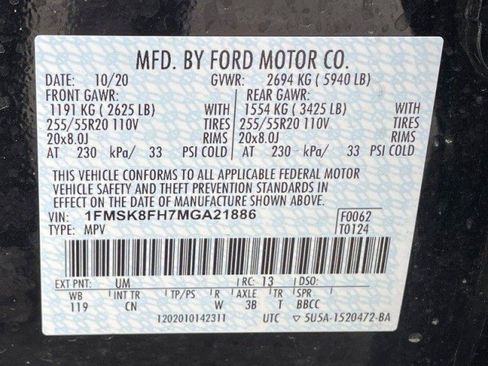 MFD. BY FORD MOTOR CO.
DATE: 10/20 GVWR: 2694 KG ( 5940 LB)
FRONT GAWR: REAR GAWR:
1191 KG ( 2625 LB) WITH 1554 KG ( 3425 LB) WITH
255/55R20 110V TIRES 255/55R20 110V TIRES
20x8.0J RIMS 20x8.0J RIMS
AT 230 kPa/ 33 PSI COLD AT 230 kPa/ 33 PSI COLD
THIS VEHICLE CONFORMS TO ALL APPLICABLE FEDERAL MOTOR
VEHICLE SAFETY AND THEFT PREVENTION STANDARDS IN
EFFECT ON THE DATE OF MANUFACTURE SHOWN ABOVE.
VIN: 1FMSK8FH7MGA21886 F0062
TYPE: MPV T0124
EXT PNT: UM RC: 13 DSO:
WB INT TR TP/PS R AXLE TR SPR
119 CN W 3B T BBCC
1202010142311 UTC 5U5A-1520472-BA